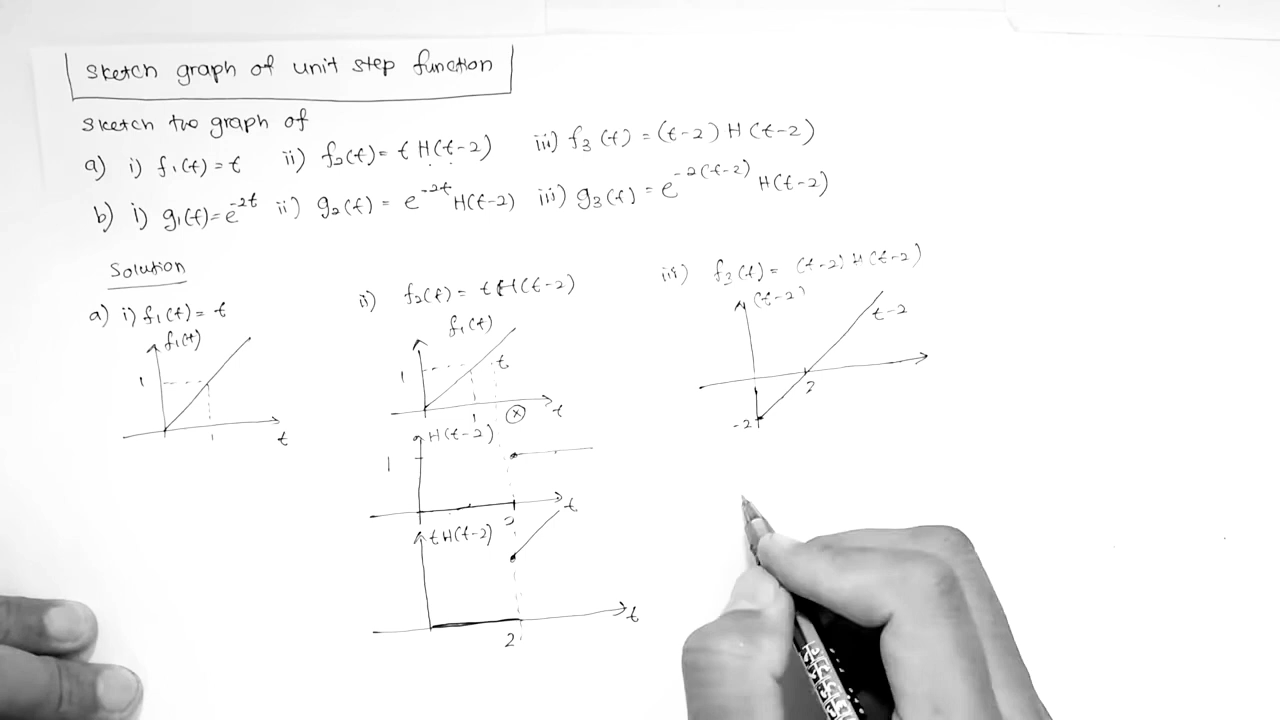 sketch graph of unit step function
sketch the graph of
a) i) f₁(t) = t ii) f₂(t) = t H(t-2) iii) f₃(t) = (t-2) H(t-2)
b) i) g₁(t) = e^{-2t} ii) g₂(t) = e^{-2t} H(t-2) iii) g₃(t) = e^{-2(t-2)} H(t-2)
Solution
a) i) f₁(t) = t
f₁(t)
1
1
t
ii) f₂(t) = t H(t-2)
f₁(t)
1
t
1
×
t
H(t-2)
1
2
t
t H(t-2)
2
t
iii) f₃(t) = (t-2) H(t-2)
(t-2)
t-2
2
-2